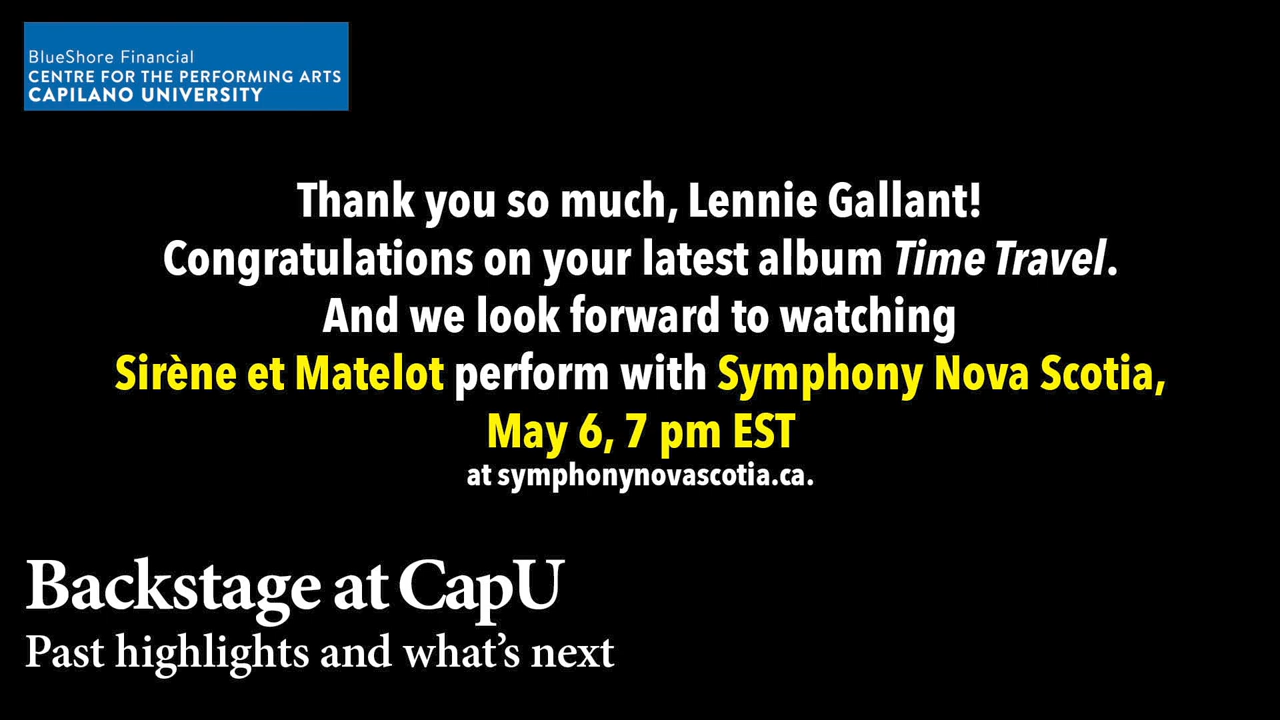 BlueShore Financial
CENTRE FOR THE PERFORMING ARTS
CAPILANO UNIVERSITY
Thank you so much, Lennie Gallant!
Congratulations on your latest album Time Travel.
And we look forward to watching
Sirène et Matelot perform with Symphony Nova Scotia,
May 6, 7 pm EST
at symphonynovascotia.ca.
Backstage at CapU
Past highlights and what’s next